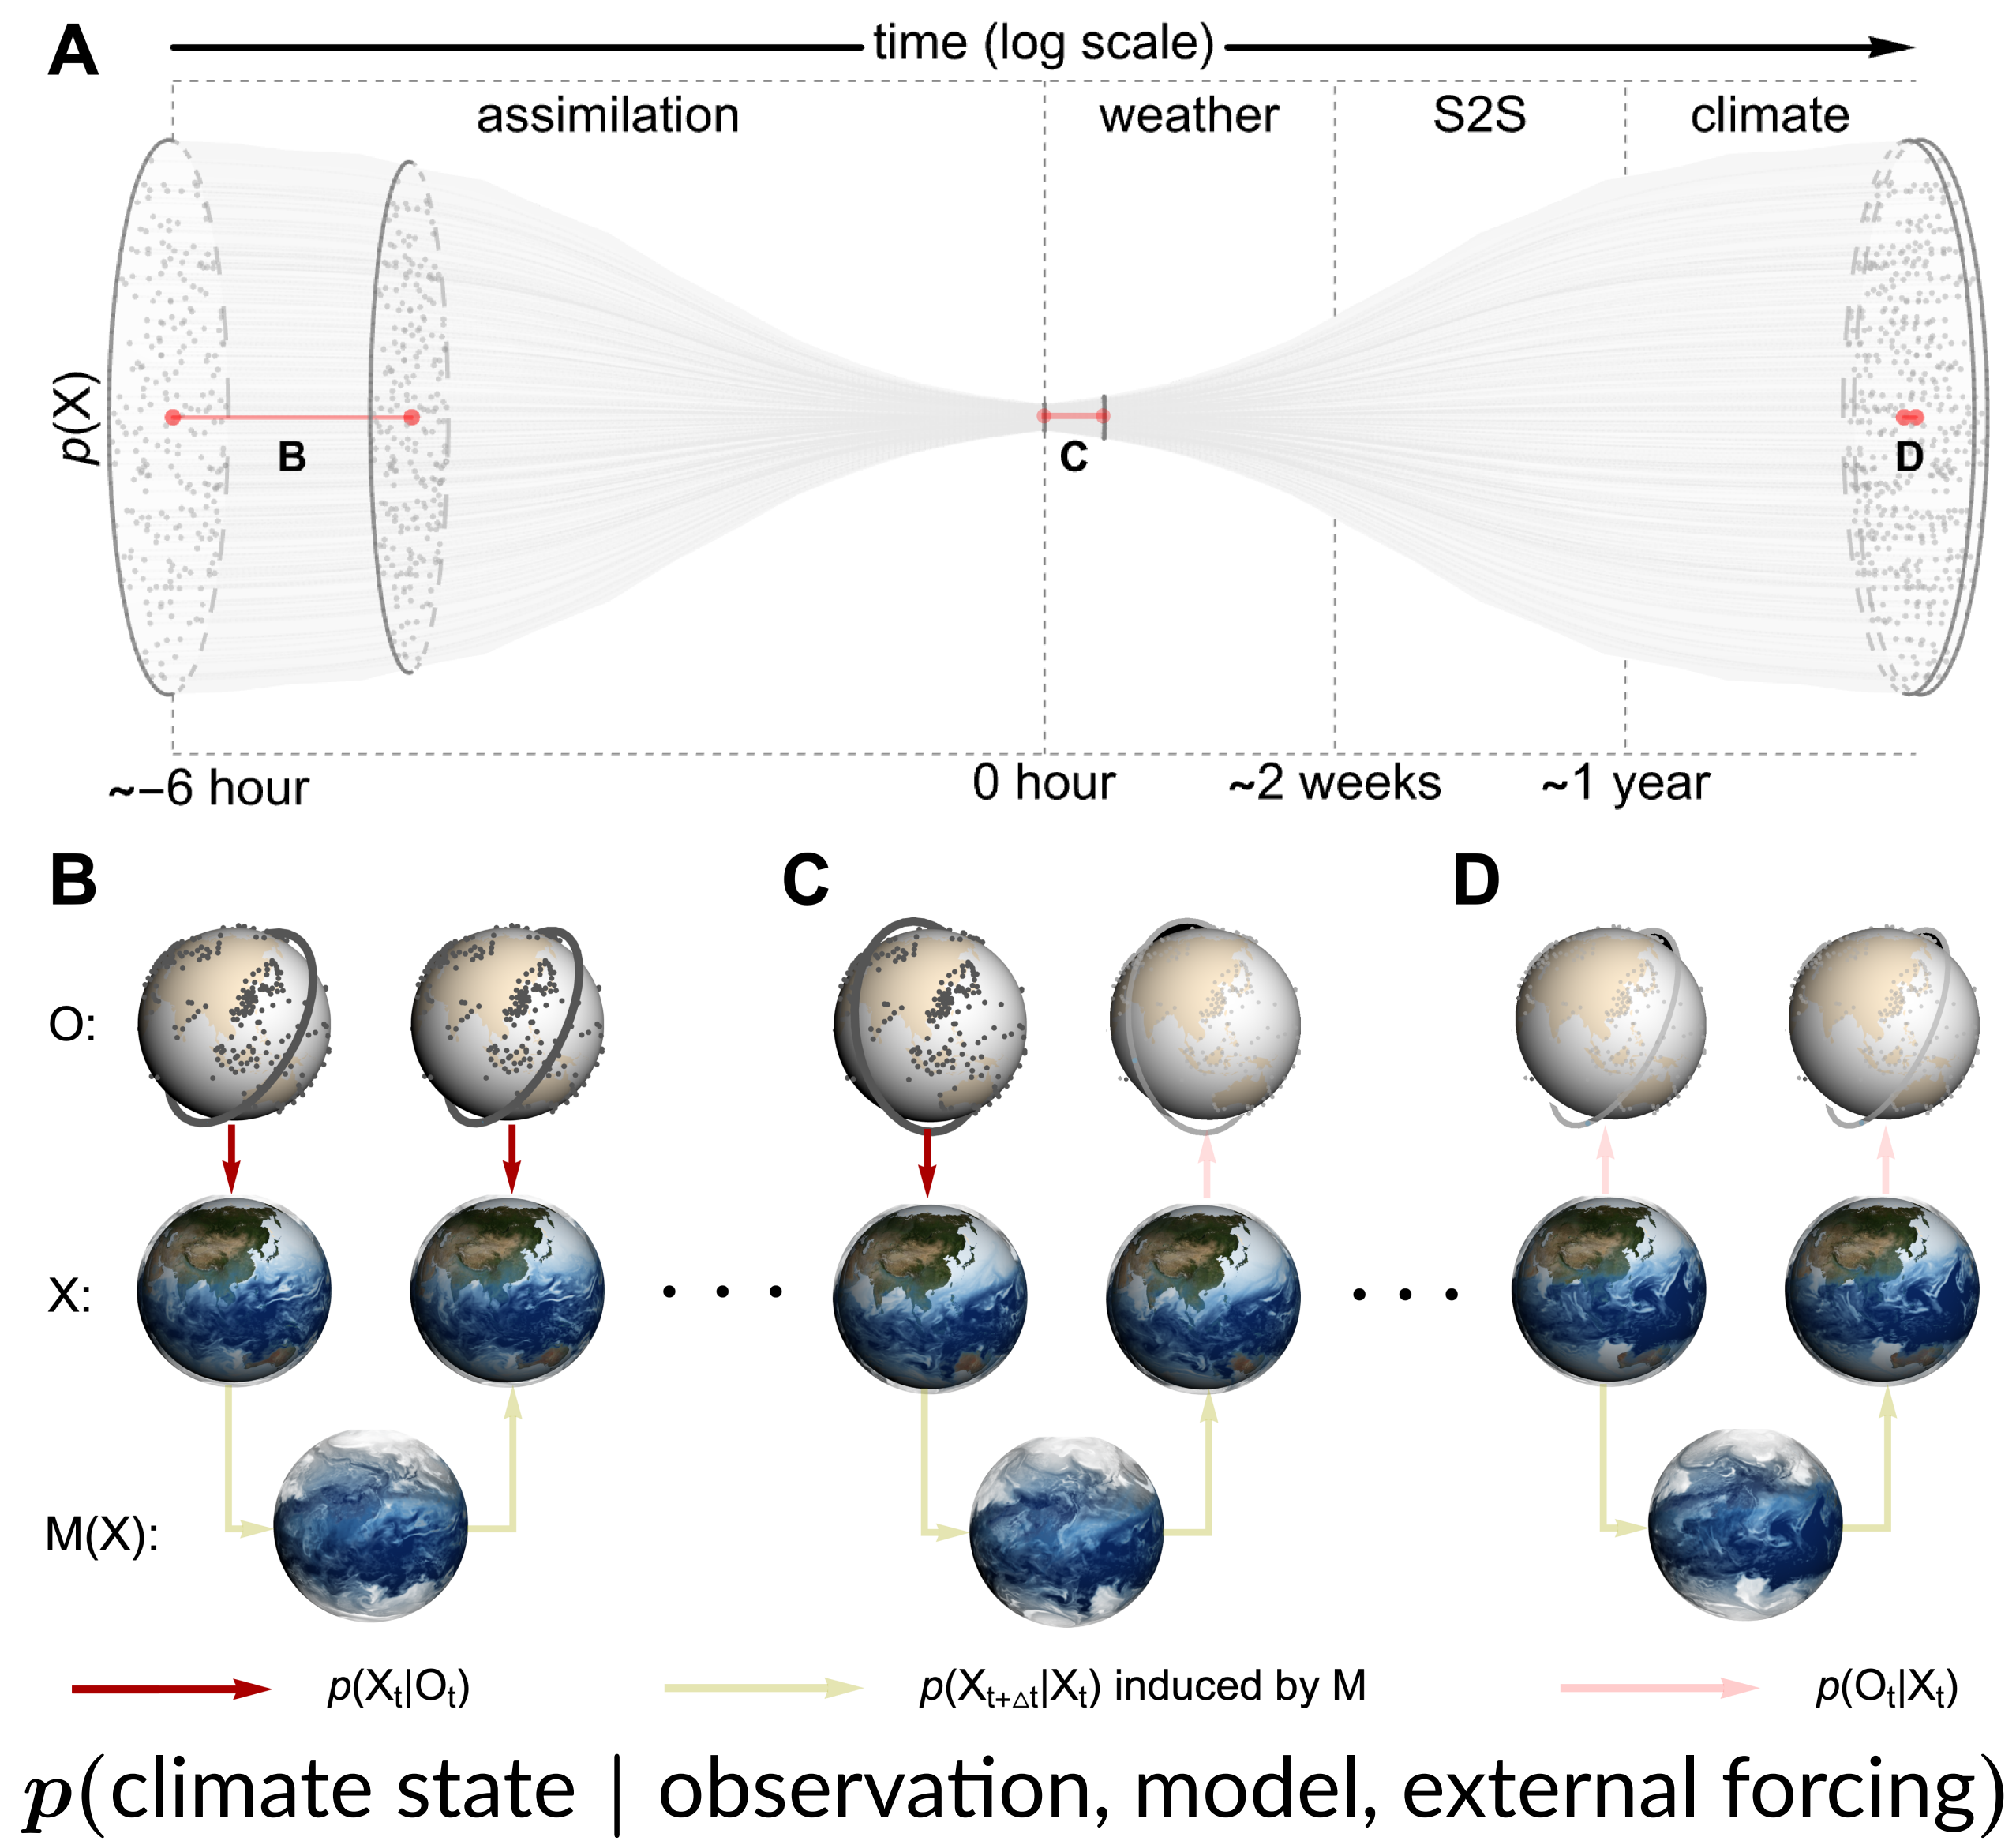 A
time (log scale)
assimilation
weather
S2S
climate
p(X)
B
C
D
~−6 hour
0 hour
~2 weeks
~1 year
B
C
D
O:
X:
M(X):
p(Xₜ|Oₜ)
p(Xₜ₊△ₜ|Xₜ) induced by M
p(Oₜ|Xₜ)
p(climate state | observation, model, external forcing)